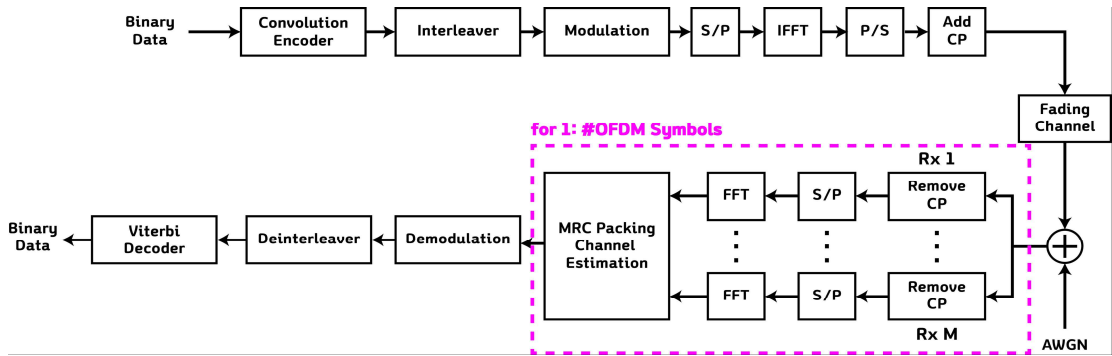 Binary
Data
Convolution
Encoder
Interleaver
Modulation
S/P
IFFT
P/S
Add
CP
Fading
Channel
for 1: #OFDM Symbols
Rx 1
MRC Packing
Channel
Estimation
FFT
S/P
Remove
CP
Binary
Data
Viterbi
Decoder
Deinterleaver
Demodulation
FFT
S/P
Remove
CP
Rx M
AWGN